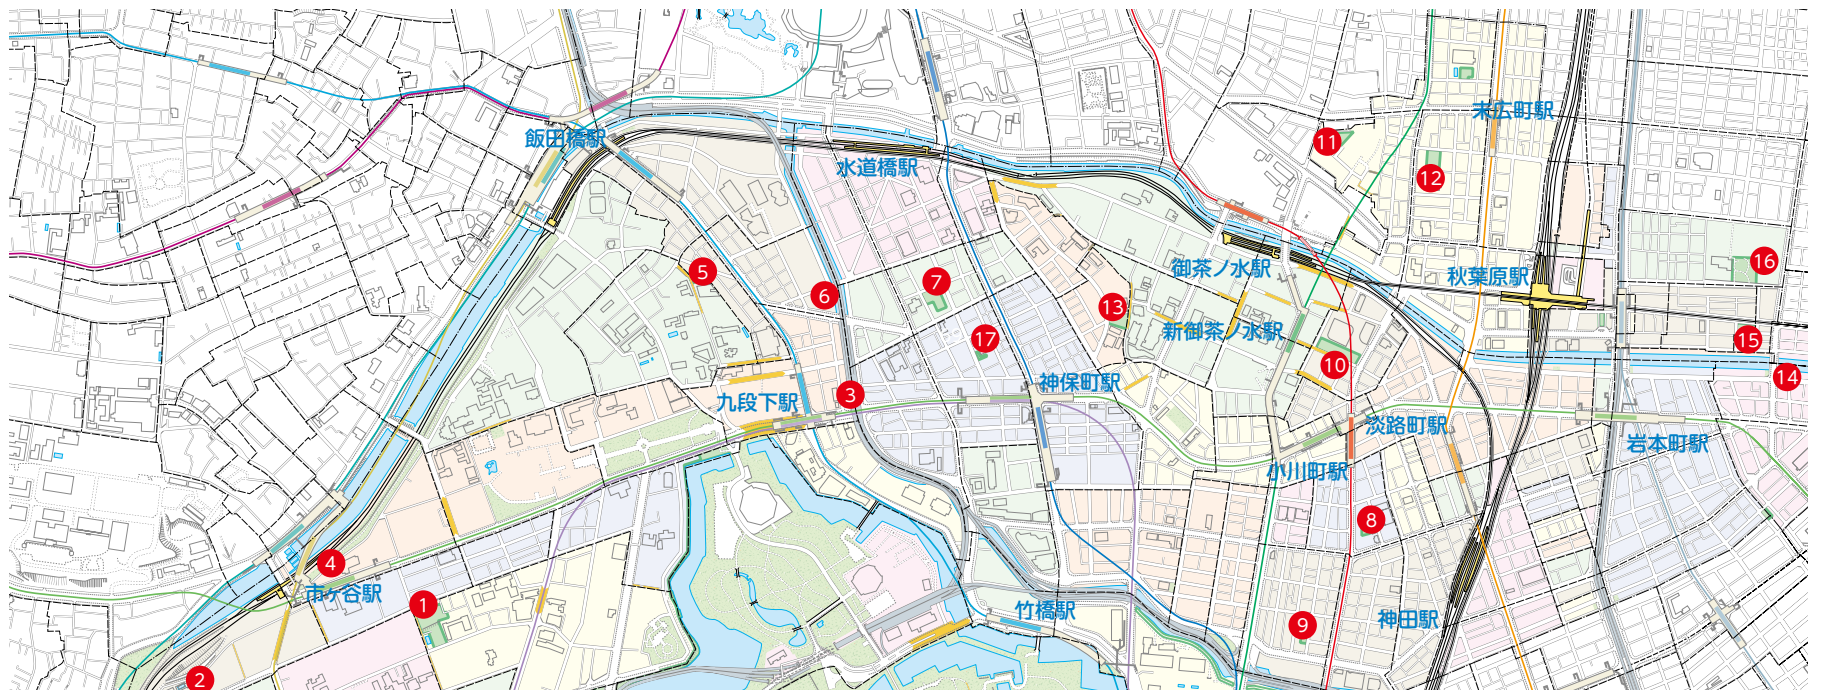 末広町駅
飯田橋駅
11
水道橋駅
12
16
御茶ノ水駅
5
秋葉原駅
7
6
13
新御茶ノ水駅
17
15
10
14
神保町駅
3
九段下駅
淡路町駅
岩本町駅
小川町駅
8
4
市ヶ谷駅
1
竹橋駅
神田駅
9
2